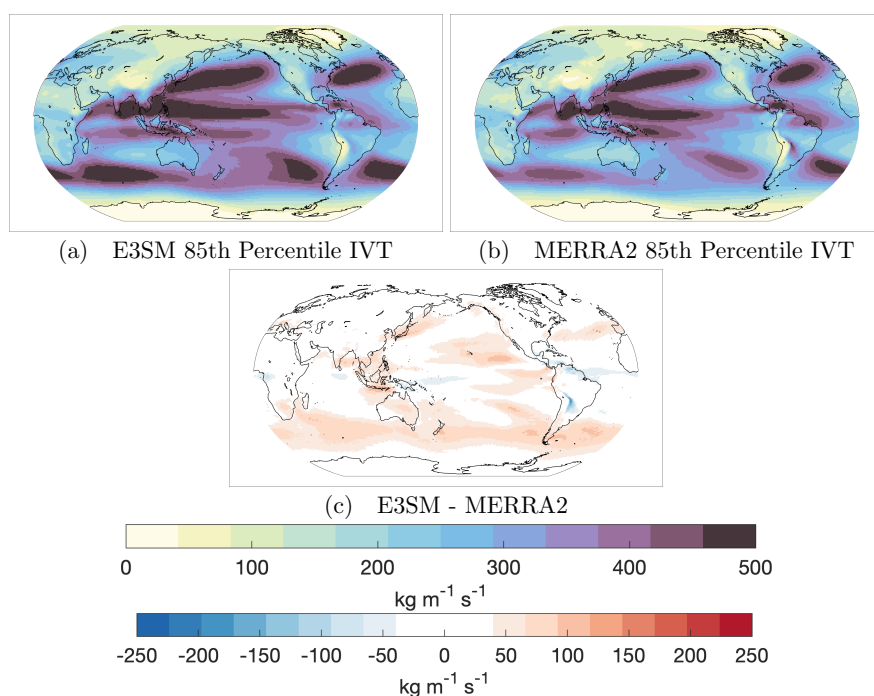 (a) E3SM 85th Percentile IVT
(b) MERRA2 85th Percentile IVT
(c) E3SM - MERRA2
0 100 200 300 400 500
kg m⁻¹ s⁻¹
-250 -200 -150 -100 -50 0 50 100 150 200 250
kg m⁻¹ s⁻¹